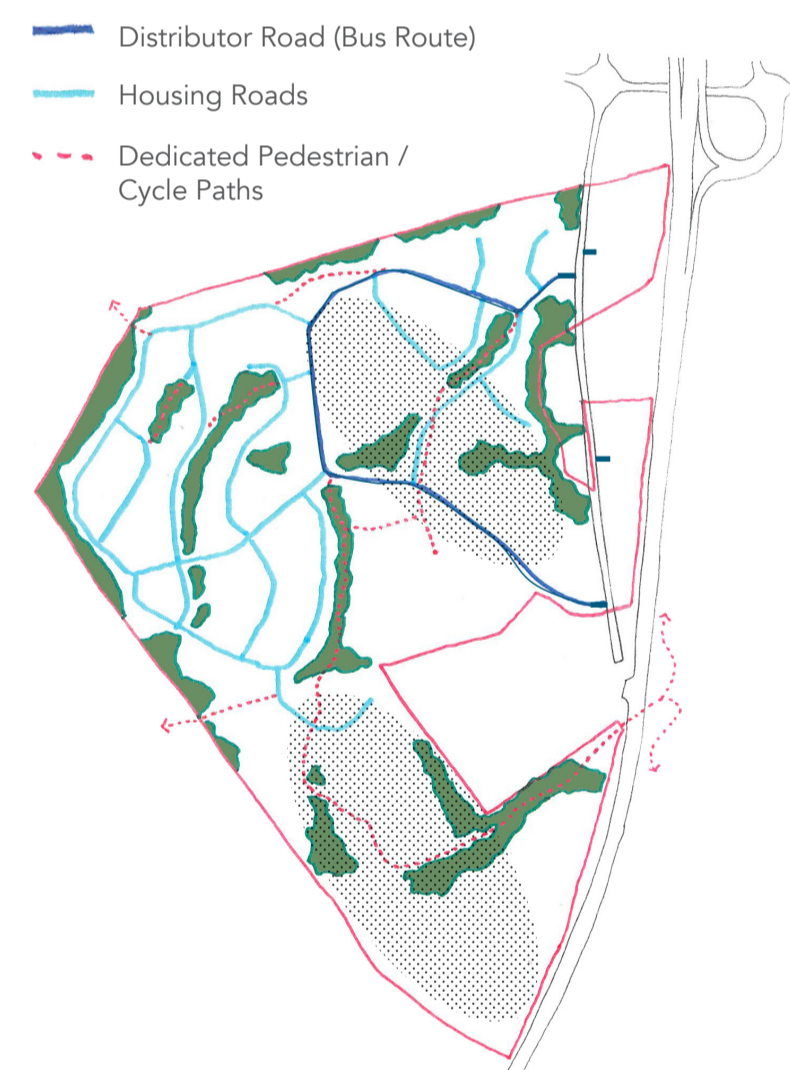 Distributor Road (Bus Route)
Housing Roads
Dedicated Pedestrian /
Cycle Paths